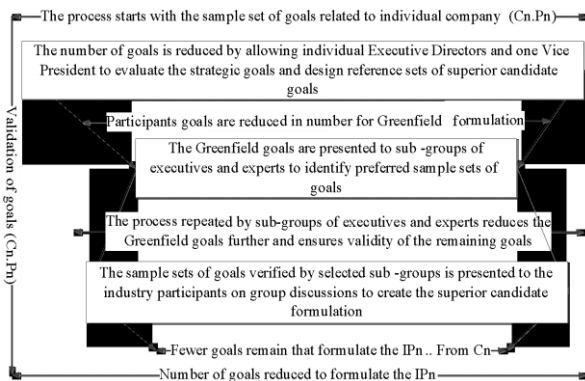 The process starts with the sample set of goals related to individual company (Cn.Pn)
The number of goals is reduced by allowing individual Executive Directors and one Vice
President to evaluate the strategic goals and design reference sets of superior candidate
goals
Participants goals are reduced in number for Greenfield formulation
The Greenfield goals are presented to sub -groups of
executives and experts to identify preferred sample sets of
goals
The process repeated by sub-groups of executives and experts reduces the
Greenfield goals further and ensures validity of the remaining goals
The sample sets of goals verified by selected sub -groups is presented to the
industry participants on group discussions to create the superior candidate
formulation
Fewer goals remain that formulate the IPn .. From Cn
Number of goals reduced to formulate the IPn
Validation of goals (Cn.Pn)